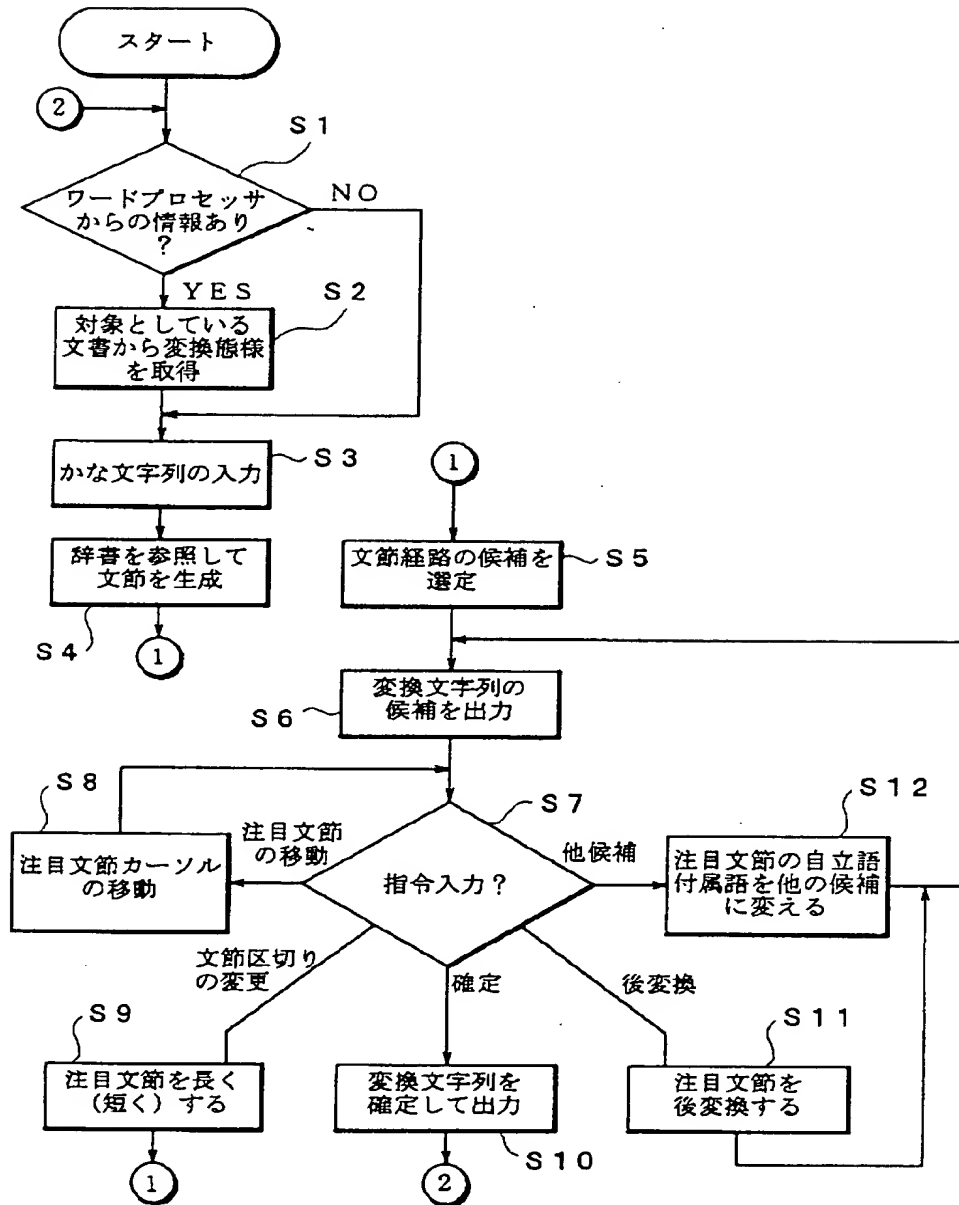 スタート
②
S1
ワードプロセッサ
からの情報あり
?
NO
YES
S2
対象としている
文書から変換態様
を取得
かな文字列の入力
S3
辞書を参照して
文節を生成
S4
①
①
文節経路の候補を
選定
S5
変換文字列の
候補を出力
S6
S7
指令入力?
注目文節
の移動
S8
注目文節カーソル
の移動
他候補
S12
注目文節の自立語
付属語を他の候補
に変える
文節区切り
の変更
S9
注目文節を長く
(短く)する
①
確定
変換文字列を
確定して出力
S10
②
後変換
S11
注目文節を
後変換する